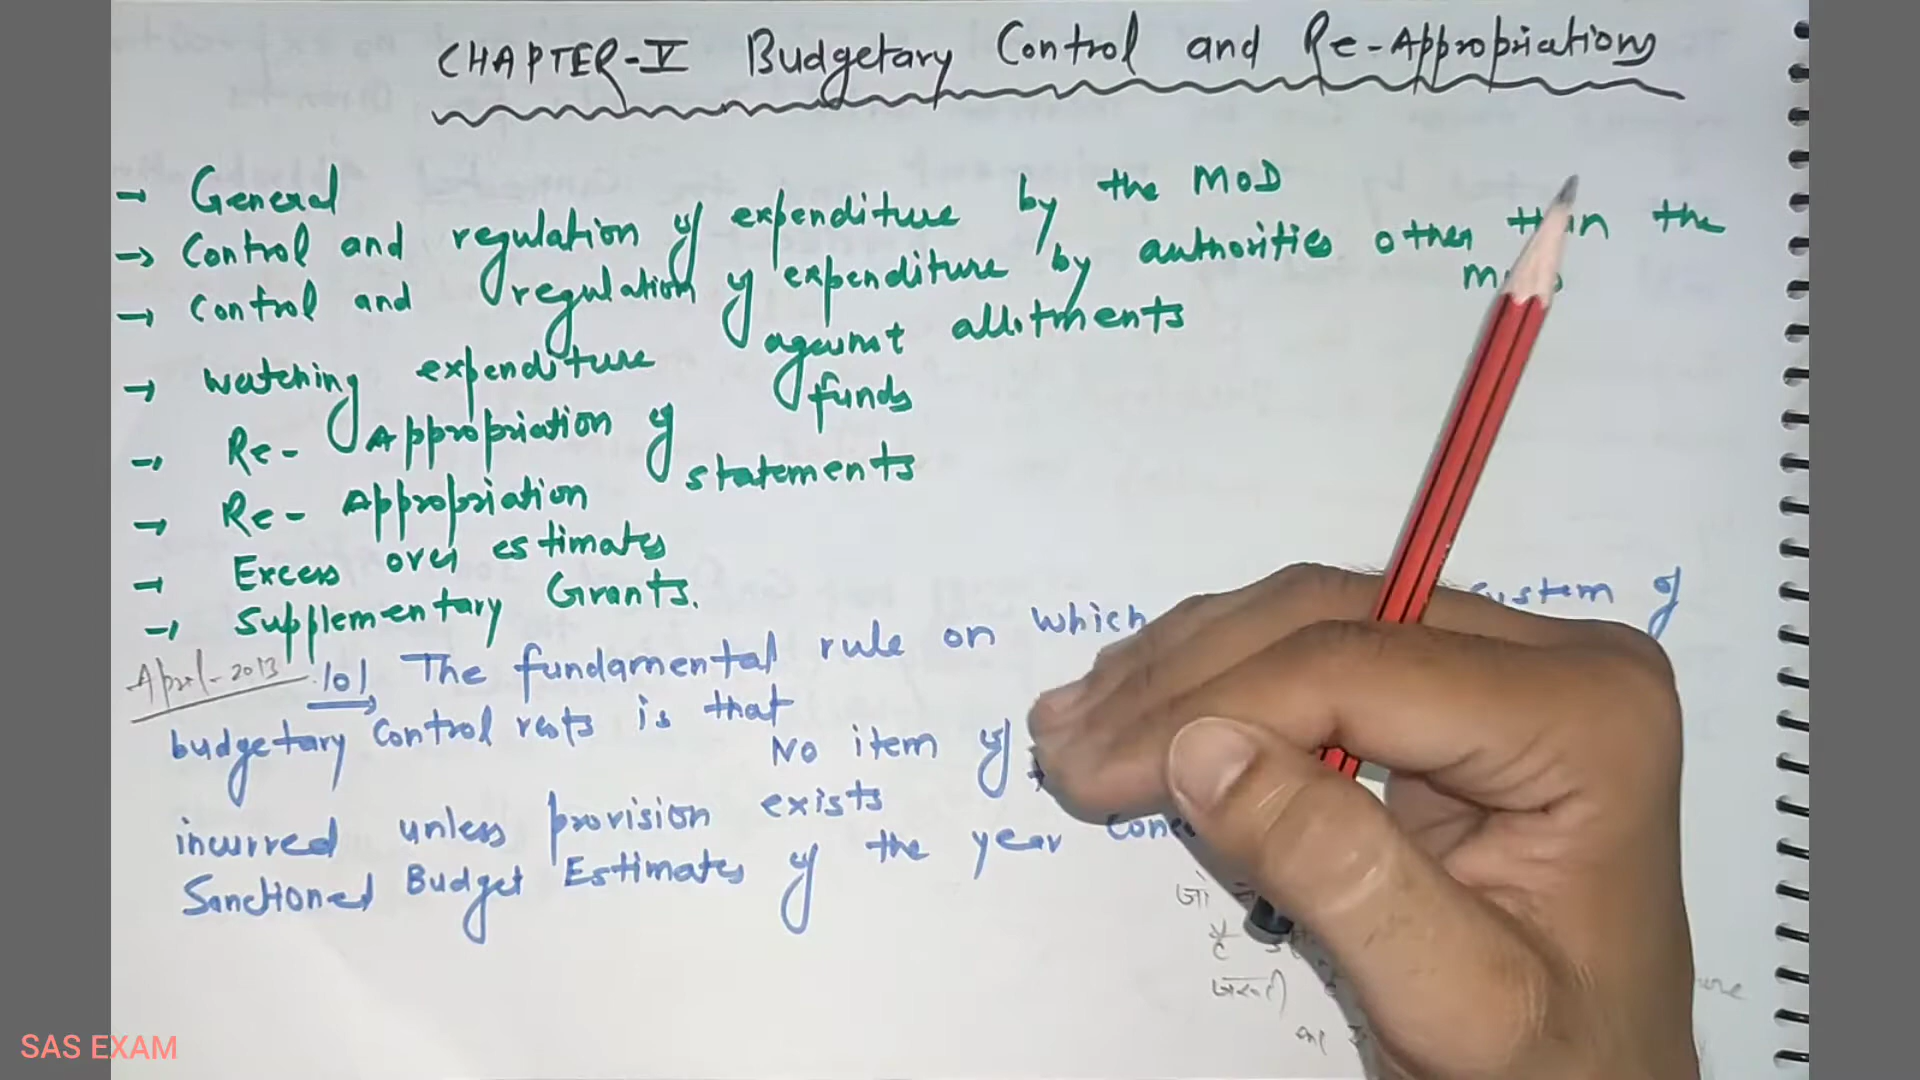 CHAPTER-V Budgetary Control and Re-Appropriations
→ General
→ Control and regulation of expenditure by the MoD
→ Control and regulation of expenditure by authorities other than the
→ Watching expenditure against allotments
→ Re-Appropriation of funds
→ Re-Appropriation statements
→ Excess over estimates
→ Supplementary Grants.
April-2013 101 The fundamental rule on which system of
budgetary Control rests is that
No item of
incurred unless provision exists
Sanctioned Budget Estimates of the year
जो
है
SAS EXAM